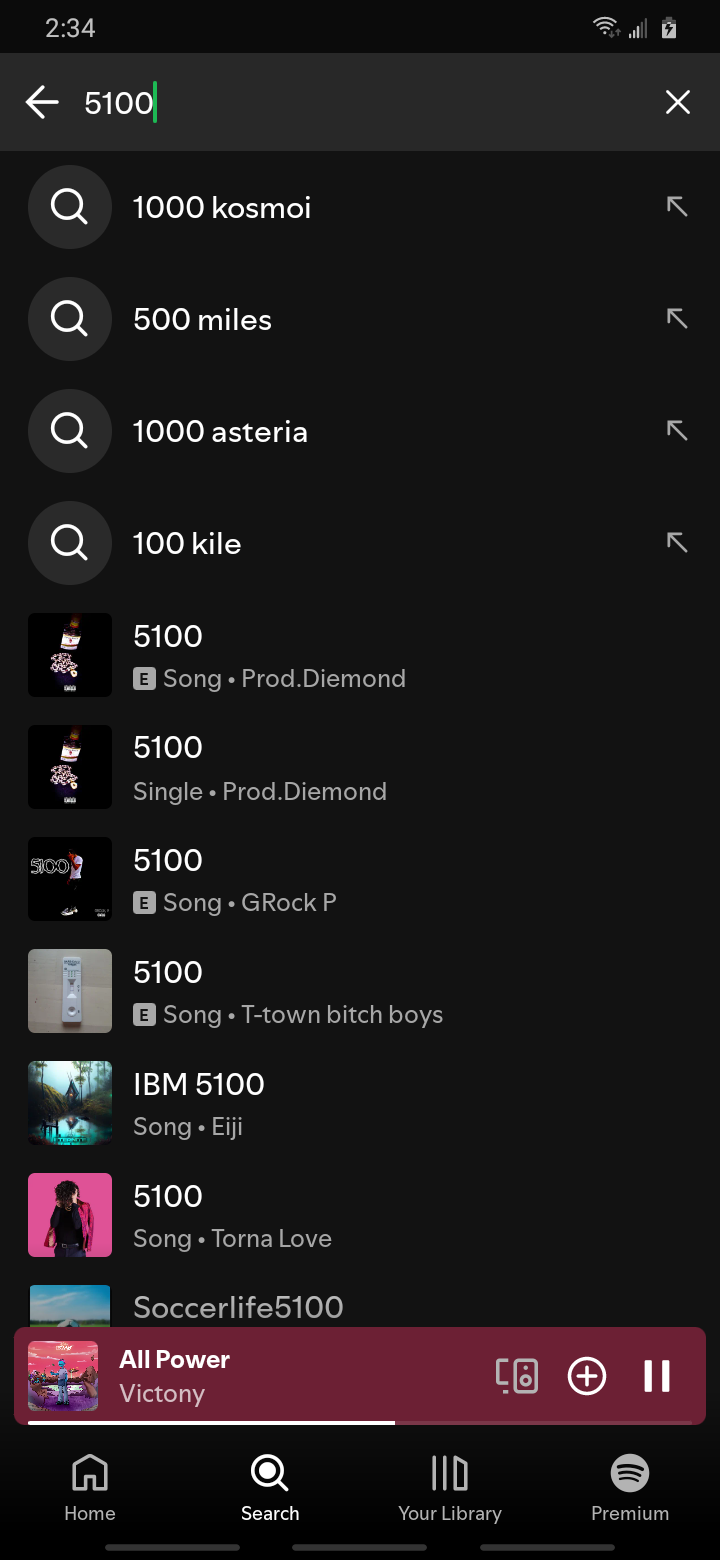 2:34
5100
1000 kosmoi
500 miles
1000 asteria
100 kile
5100
E Song • Prod.Diemond
5100
Single • Prod.Diemond
5100
5100
E Song • GRock P
5100
E Song • T-town bitch boys
IBM 5100
Song • Eiji
5100
Song • Torna Love
Soccerlife5100
All Power
Victony
Home
Search
Your Library
Premium